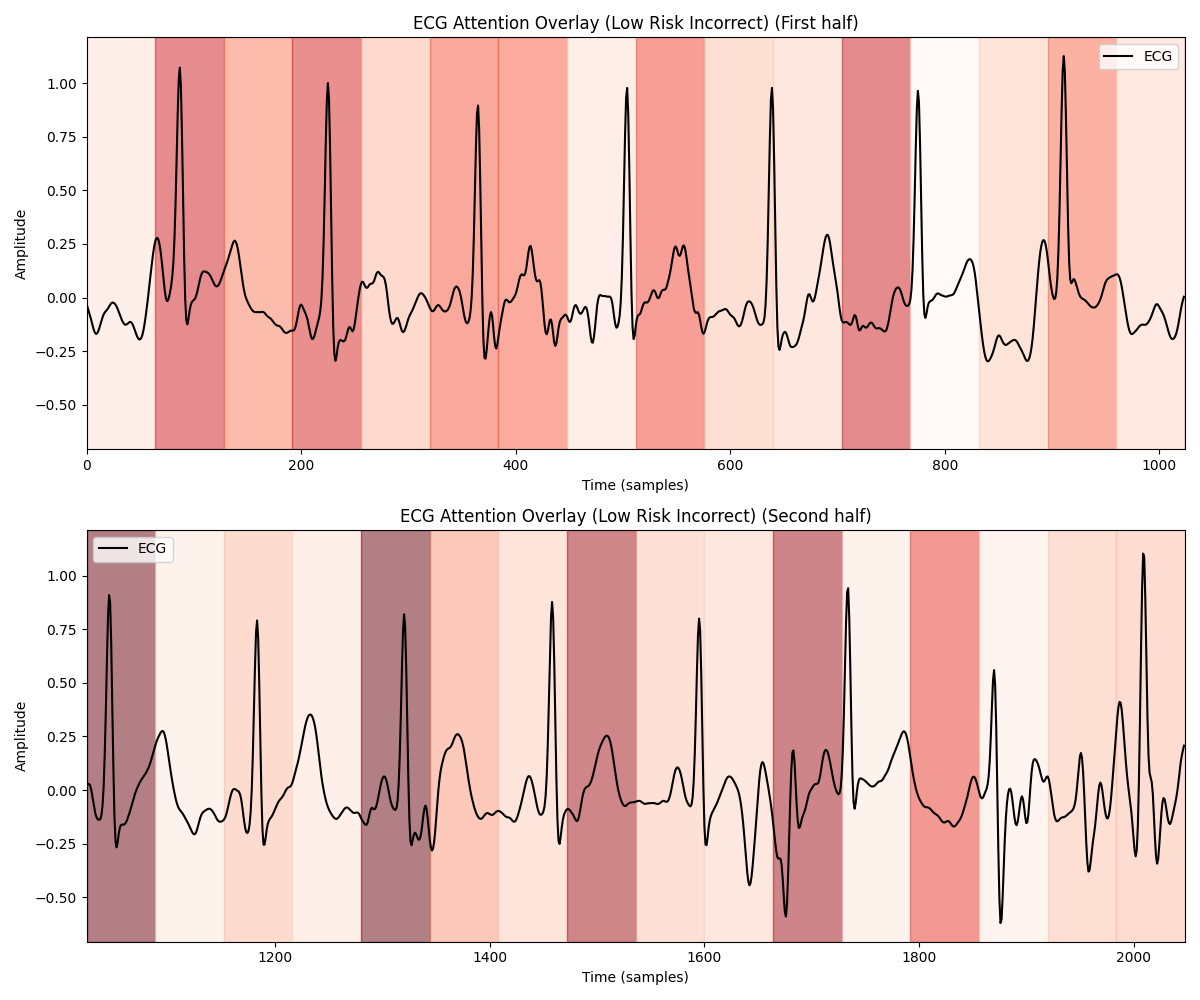 ECG Attention Overlay (Low Risk Incorrect) (First half)
ECG
1.00
0.75
0.50
0.25
0.00
−0.25
−0.50
Amplitude
0 200 400 600 800 1000
Time (samples)
ECG Attention Overlay (Low Risk Incorrect) (Second half)
ECG
1.00
0.75
0.50
0.25
0.00
−0.25
−0.50
Amplitude
1200 1400 1600 1800 2000
Time (samples)